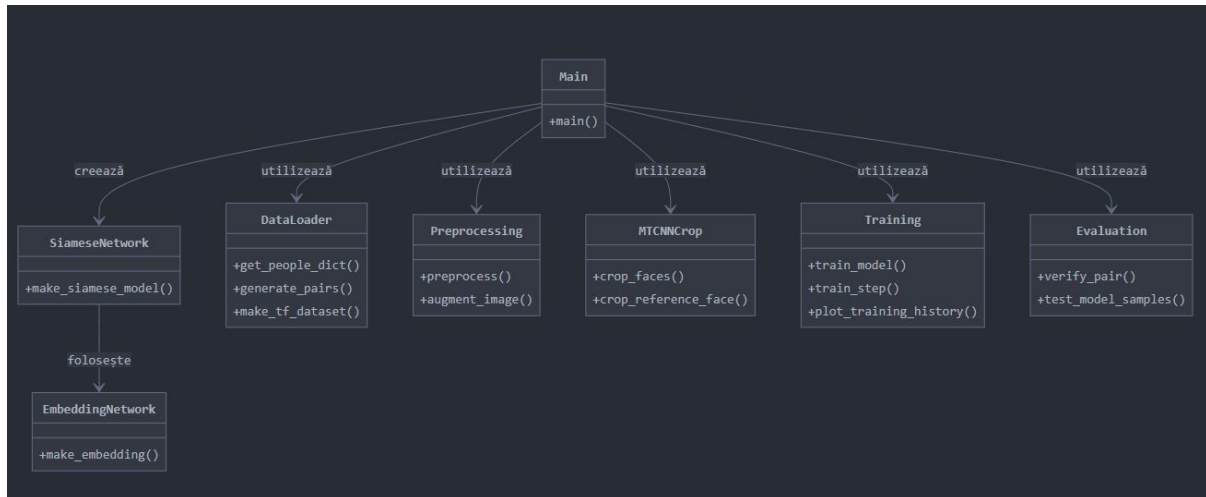 Main
+main()
creează
utilizează
utilizează
utilizează
utilizează
utilizează
SiameseNetwork
+make_siamese_model()
DataLoader
+get_people_dict()
+generate_pairs()
+make_tf_dataset()
Preprocessing
+preprocess()
+augment_image()
MTCNNCrop
+crop_faces()
+crop_reference_face()
Training
+train_model()
+train_step()
+plot_training_history()
Evaluation
+verify_pair()
+test_model_samples()
folosește
EmbeddingNetwork
+make_embedding()